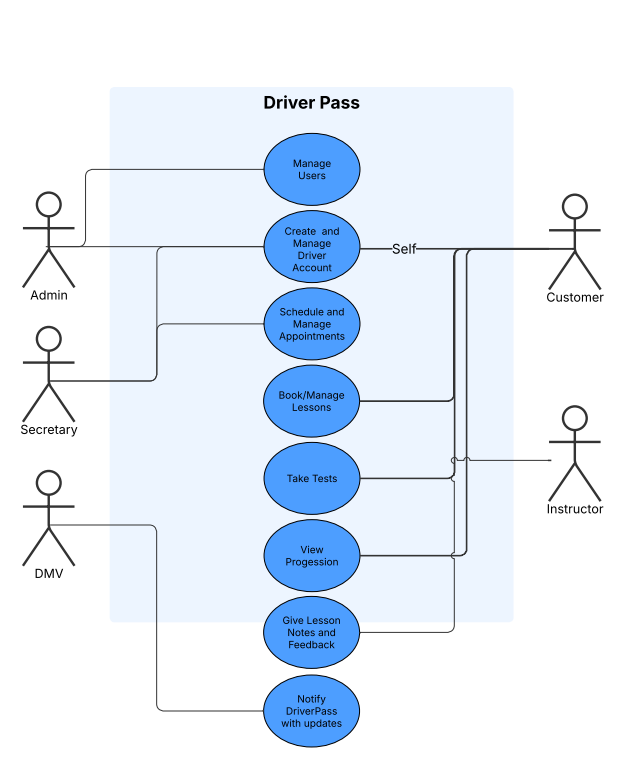 Driver Pass
Manage
Users
Create and
Manage
Driver
Account
Self
Schedule and
Manage
Appointments
Book/Manage
Lessons
Take Tests
View
Progession
Give Lesson
Notes and
Feedback
Notify
DriverPass
with updates
Admin
Secretary
DMV
Customer
Instructor